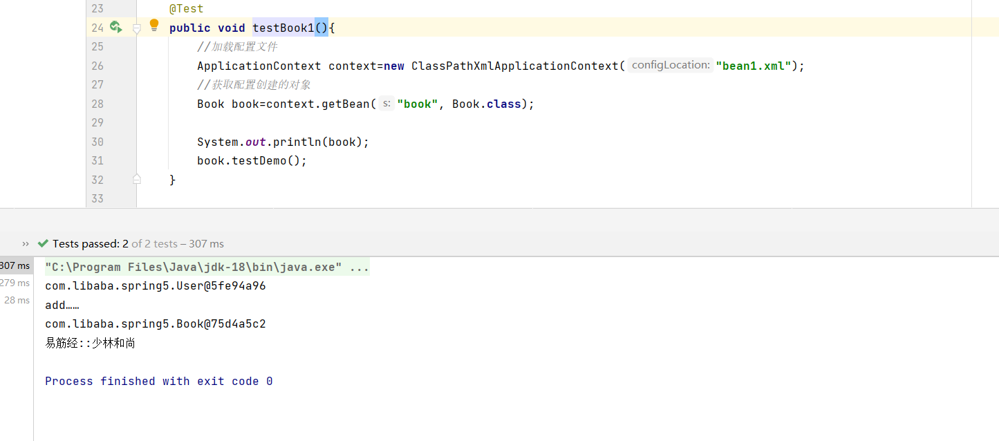 23 @Test
24 public void testBook1(){
25 //加载配置文件
26 ApplicationContext context=new ClassPathXmlApplicationContext( configLocation: "bean1.xml");
27 //获取配置创建的对象
28 Book book=context.getBean( s: "book", Book.class);
29
30 System.out.println(book);
31 book.testDemo();
32 }
33
›› Tests passed: 2 of 2 tests – 307 ms
307 ms "C:\Program Files\Java\jdk-18\bin\java.exe" ...
279 ms com.libaba.spring5.User@5fe94a96
28 ms add……
com.libaba.spring5.Book@75d4a5c2
易筋经::少林和尚
Process finished with exit code 0